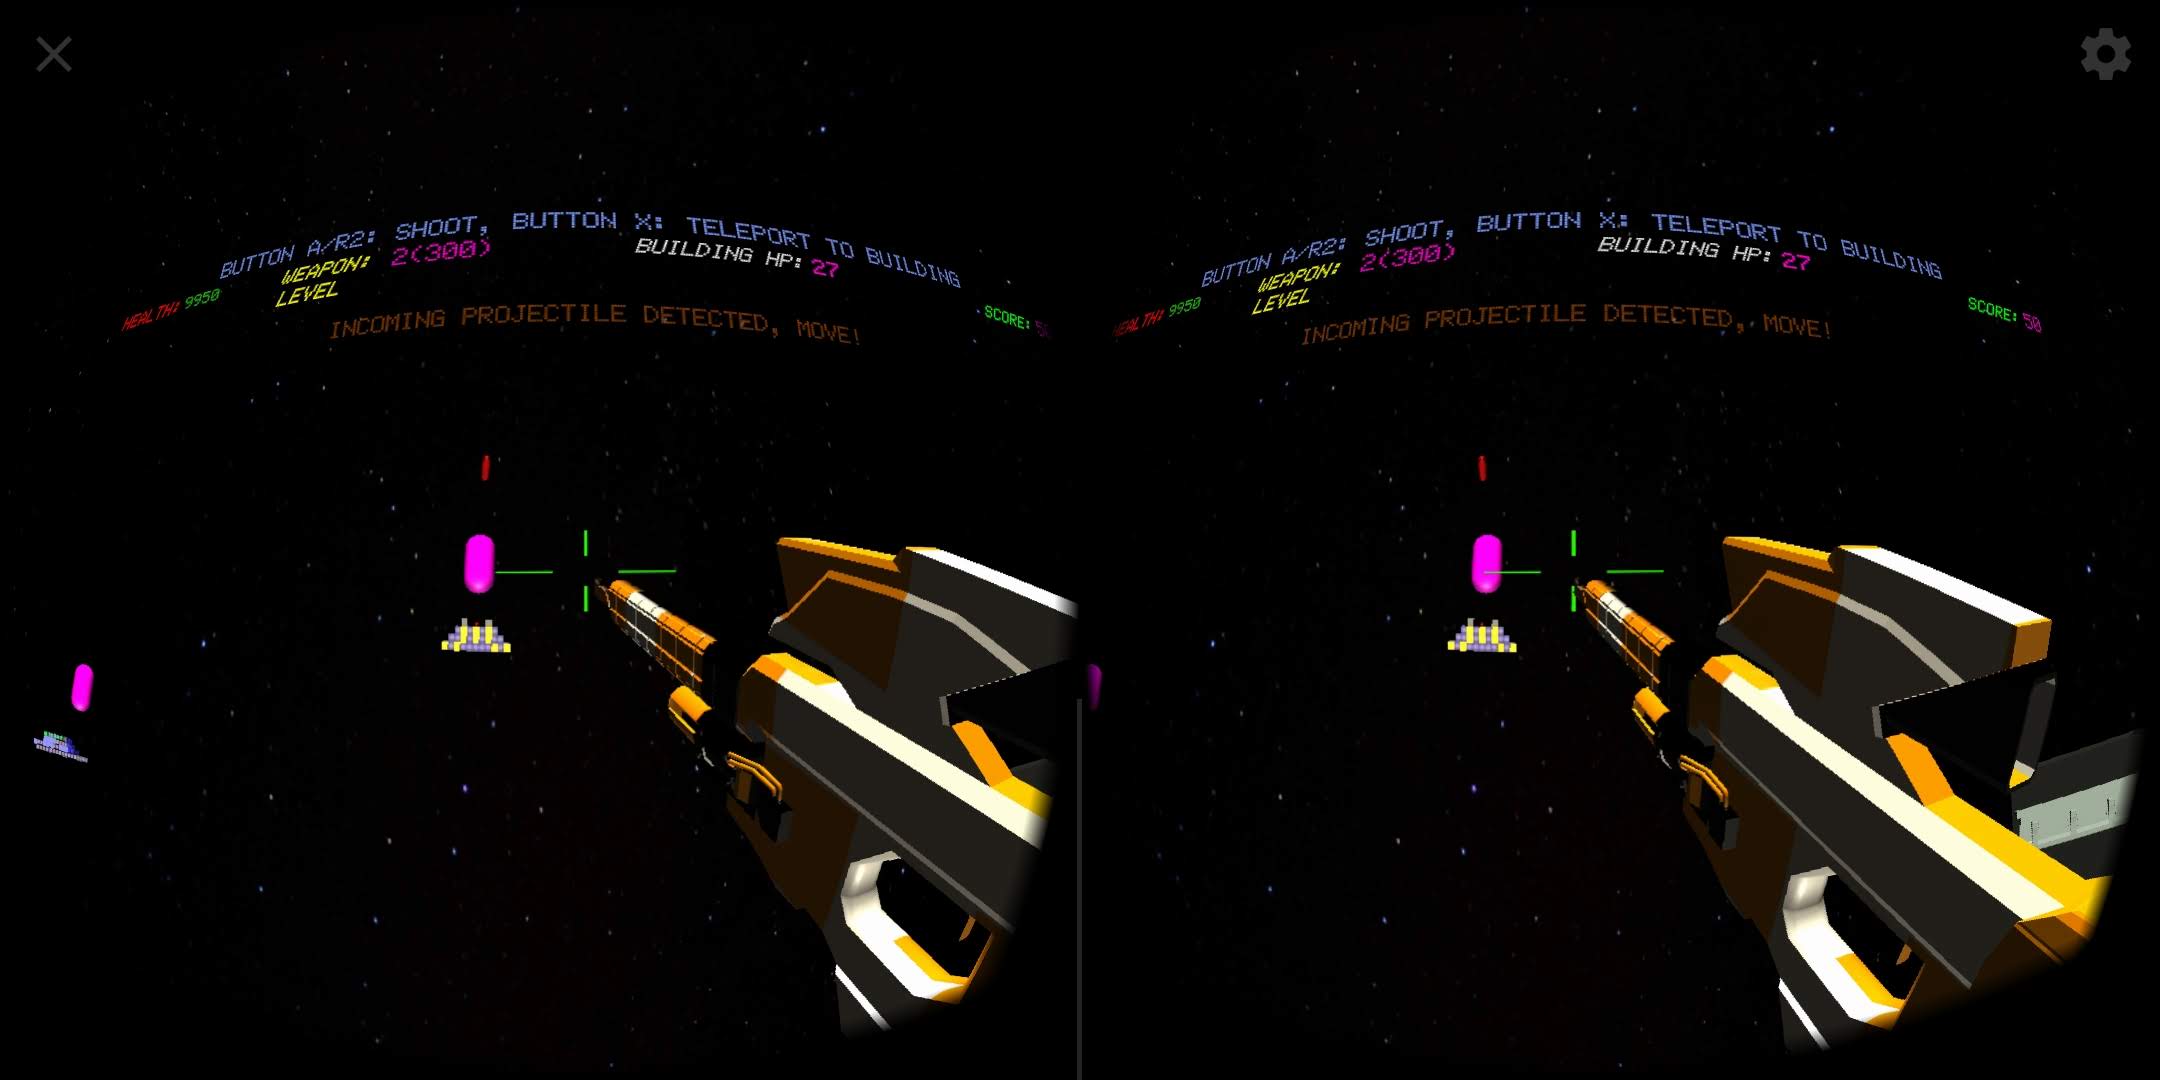 BUTTON A/R2: SHOOT, BUTTON X: TELEPORT TO BUILDING
WEAPON: 2(300) BUILDING HP: 27
LEVEL
HEALTH: 9950 SCORE: 50
INCOMING PROJECTILE DETECTED, MOVE!
BUTTON A/R2: SHOOT, BUTTON X: TELEPORT TO BUILDING
WEAPON: 2(300) BUILDING HP: 27
LEVEL
HEALTH: 9950 SCORE: 50
INCOMING PROJECTILE DETECTED, MOVE!